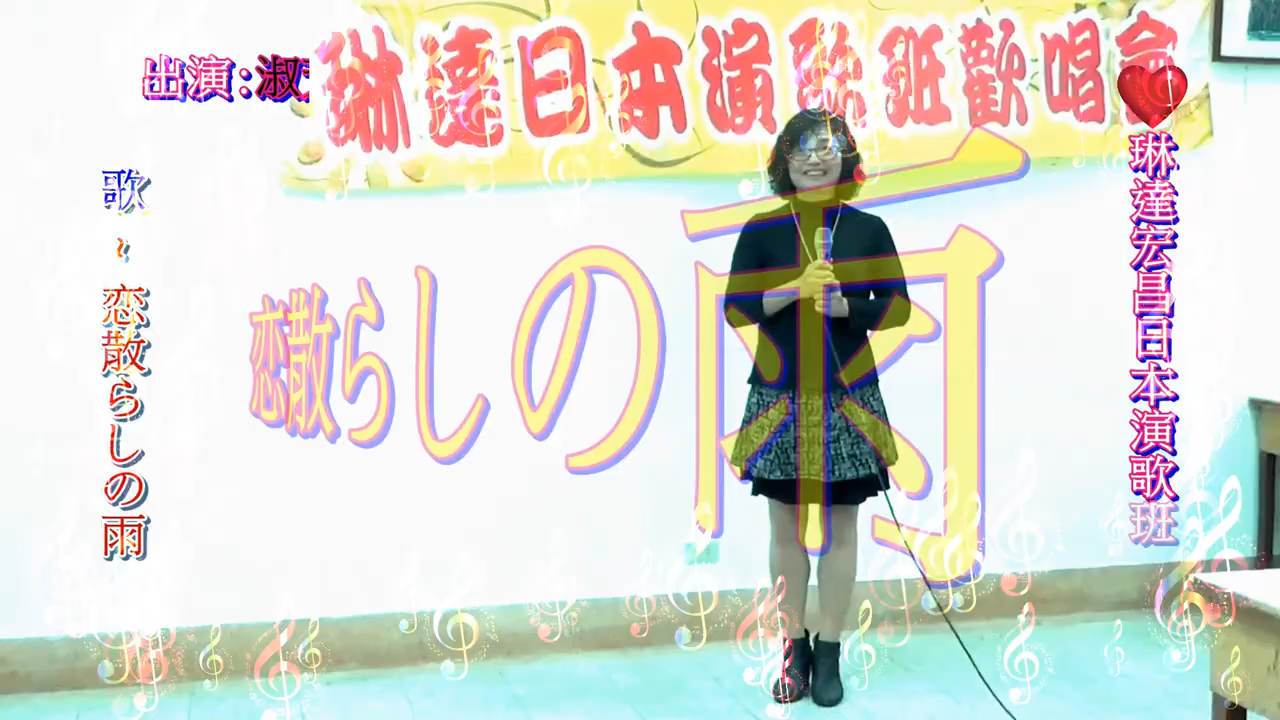 琳達日本演歌班歡唱會
出演:淑
歌～恋散らしの雨
恋散らしの雨
琳達宏昌日本演歌班